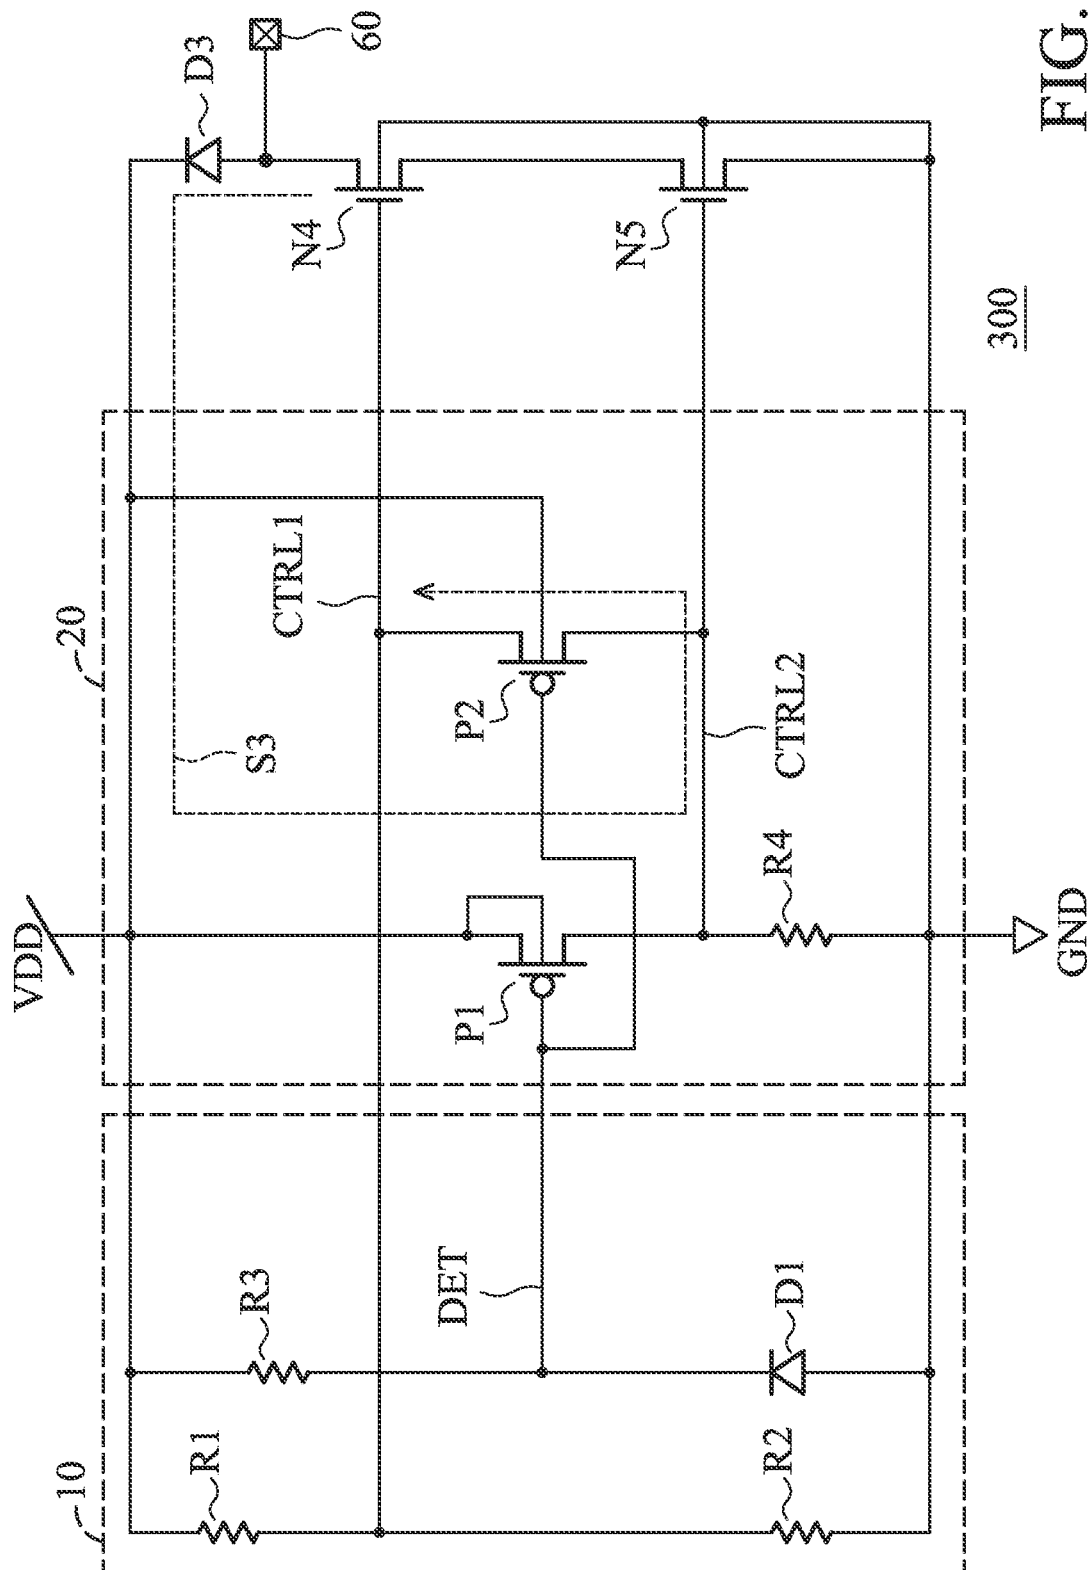 VDD
D3
60
N4
N5
20
CTRL1
S3
P2
CTRL2
R4
P1
GND
10
R1
R3
DET
D1
R2
300
FIG.